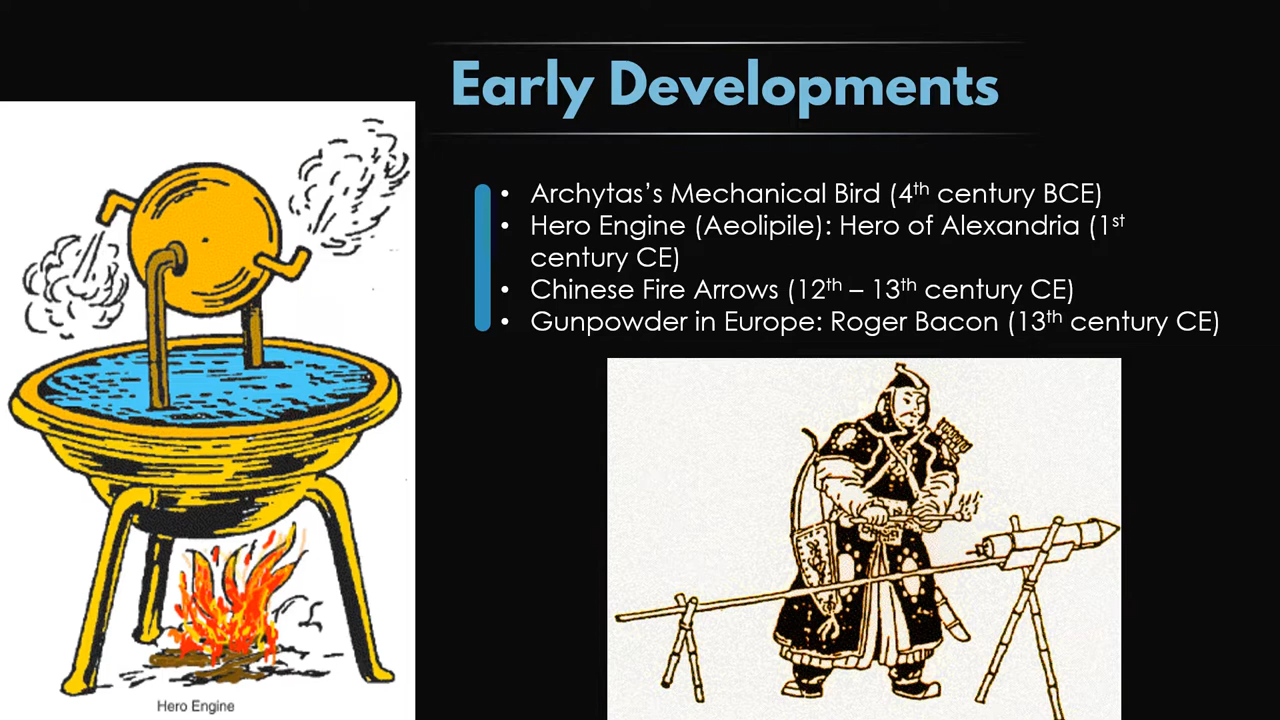 Early Developments
• Archytas’s Mechanical Bird (4th century BCE)
• Hero Engine (Aeolipile): Hero of Alexandria (1st
century CE)
• Chinese Fire Arrows (12th – 13th century CE)
• Gunpowder in Europe: Roger Bacon (13th century CE)
Hero Engine